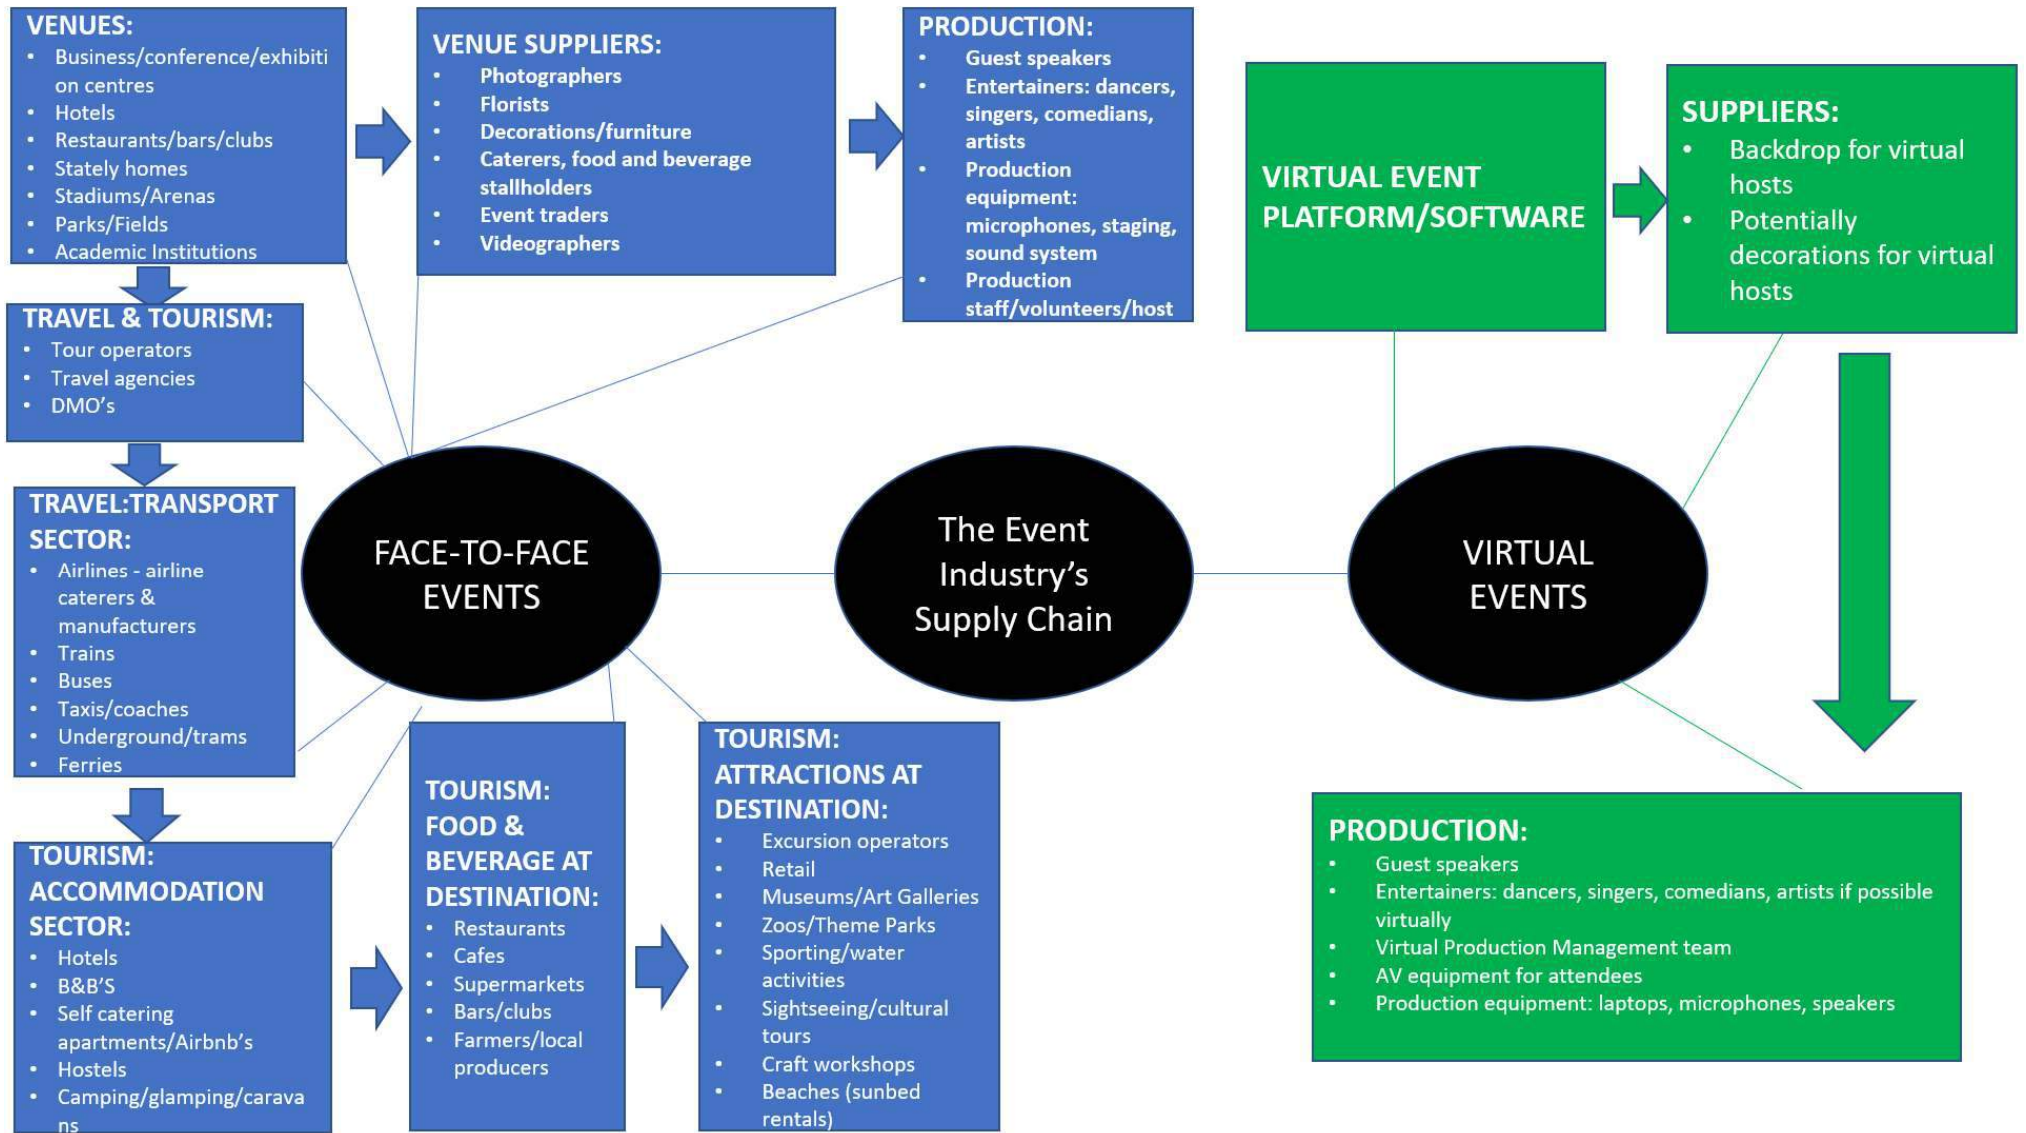 VENUES:
• Business/conference/exhibiti
on centres
• Hotels
• Restaurants/bars/clubs
• Stately homes
• Stadiums/Arenas
• Parks/Fields
• Academic Institutions
VENUE SUPPLIERS:
• Photographers
• Florists
• Decorations/furniture
• Caterers, food and beverage
stallholders
• Event traders
• Videographers
PRODUCTION:
• Guest speakers
• Entertainers: dancers,
singers, comedians,
artists
• Production
equipment:
microphones, staging,
sound system
• Production
staff/volunteers/host
VIRTUAL EVENT
PLATFORM/SOFTWARE
SUPPLIERS:
• Backdrop for virtual
hosts
• Potentially
decorations for virtual
hosts
TRAVEL & TOURISM:
• Tour operators
• Travel agencies
• DMO’s
TRAVEL:TRANSPORT
SECTOR:
• Airlines - airline
caterers &
manufacturers
• Trains
• Buses
• Taxis/coaches
• Underground/trams
• Ferries
FACE-TO-FACE
EVENTS
The Event
Industry’s
Supply Chain
VIRTUAL
EVENTS
TOURISM:
ACCOMMODATION
SECTOR:
• Hotels
• B&B’S
• Self catering
apartments/Airbnb’s
• Hostels
• Camping/glamping/carava
ns
TOURISM:
FOOD &
BEVERAGE AT
DESTINATION:
• Restaurants
• Cafes
• Supermarkets
• Bars/clubs
• Farmers/local
producers
TOURISM:
ATTRACTIONS AT
DESTINATION:
• Excursion operators
• Retail
• Museums/Art Galleries
• Zoos/Theme Parks
• Sporting/water
activities
• Sightseeing/cultural
tours
• Craft workshops
• Beaches (sunbed
rentals)
PRODUCTION:
• Guest speakers
• Entertainers: dancers, singers, comedians, artists if possible
virtually
• Virtual Production Management team
• AV equipment for attendees
• Production equipment: laptops, microphones, speakers